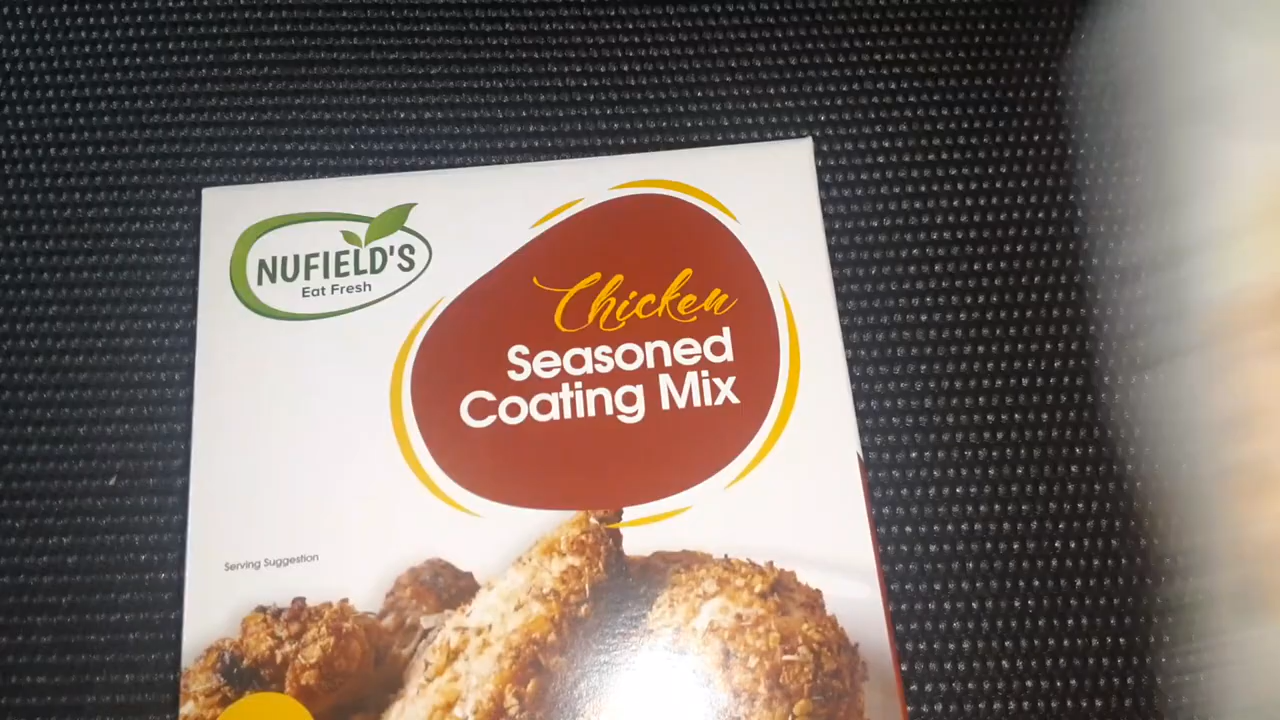 NUFIELD'S
Eat Fresh
Chicken
Seasoned
Coating Mix
Serving Suggestion